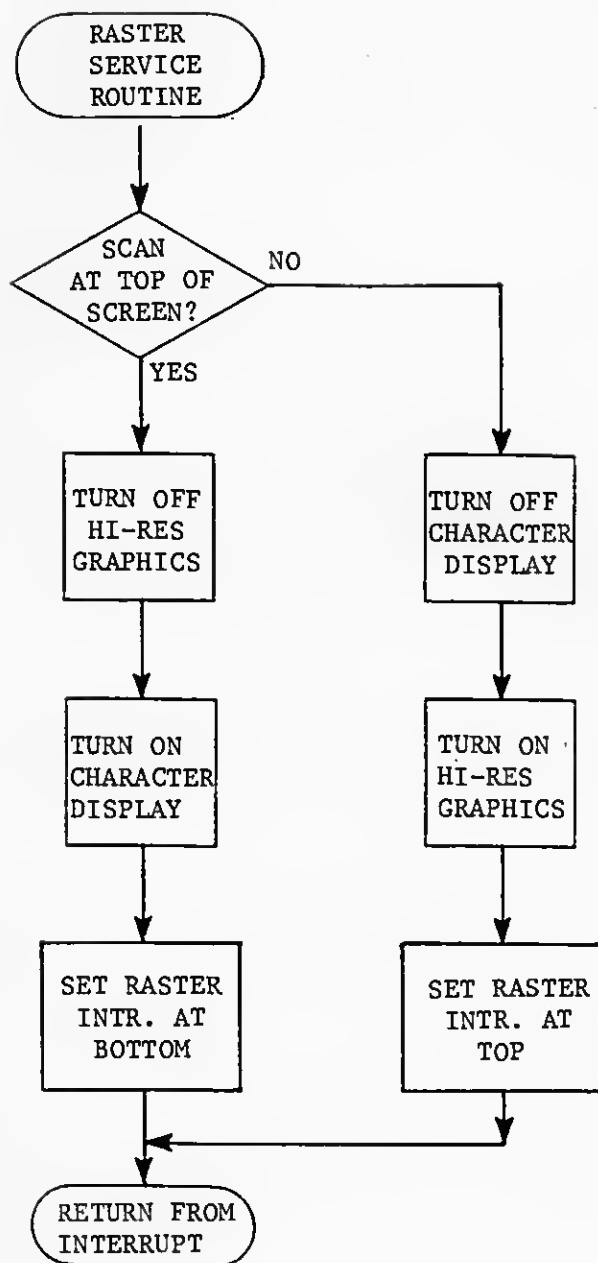 RASTER
SERVICE
ROUTINE
SCAN
AT TOP OF
SCREEN?
NO
YES
TURN OFF
HI-RES
GRAPHICS
TURN OFF
CHARACTER
DISPLAY
TURN ON
CHARACTER
DISPLAY
TURN ON
HI-RES
GRAPHICS
SET RASTER
INTR. AT
BOTTOM
SET RASTER
INTR. AT
TOP
RETURN FROM
INTERRUPT